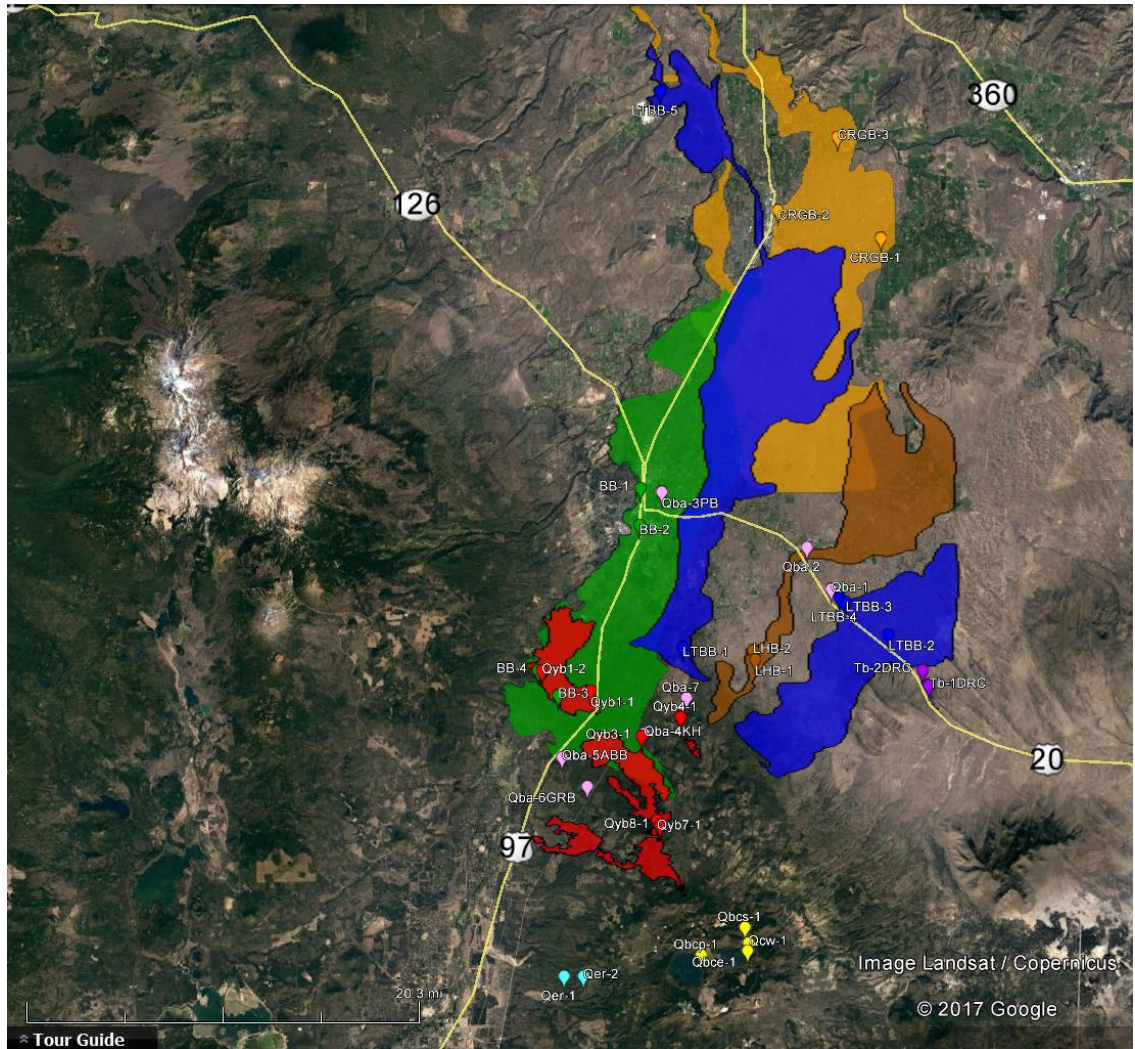 360
LTBB-5
CRGB-3
126
CRGB-2
CRGB-1
BB-1
Qba-3PB
BB-2
Qba-2
Qba-1
LTBB-3
LTBB-4
LTBB-2
LTBB-1
LHB-2
LHB-1
BB-4
Qyb1-2
Tb-2DRC
Tb-1DRC
BB-3
Qyb1-1
Qba-7
Qyb4-1
Qyb3-1
Qba-4KH
Qba-5ABB
20
Qba-6GRB
Qyb8-1
Qyb7-1
97
Qbcs-1
Qbcp-1
Qcw-1
Qbce-1
Image Landsat / Copernicus
Qer-2
Qer-1
20.3 mi
© 2017 Google
Tour Guide